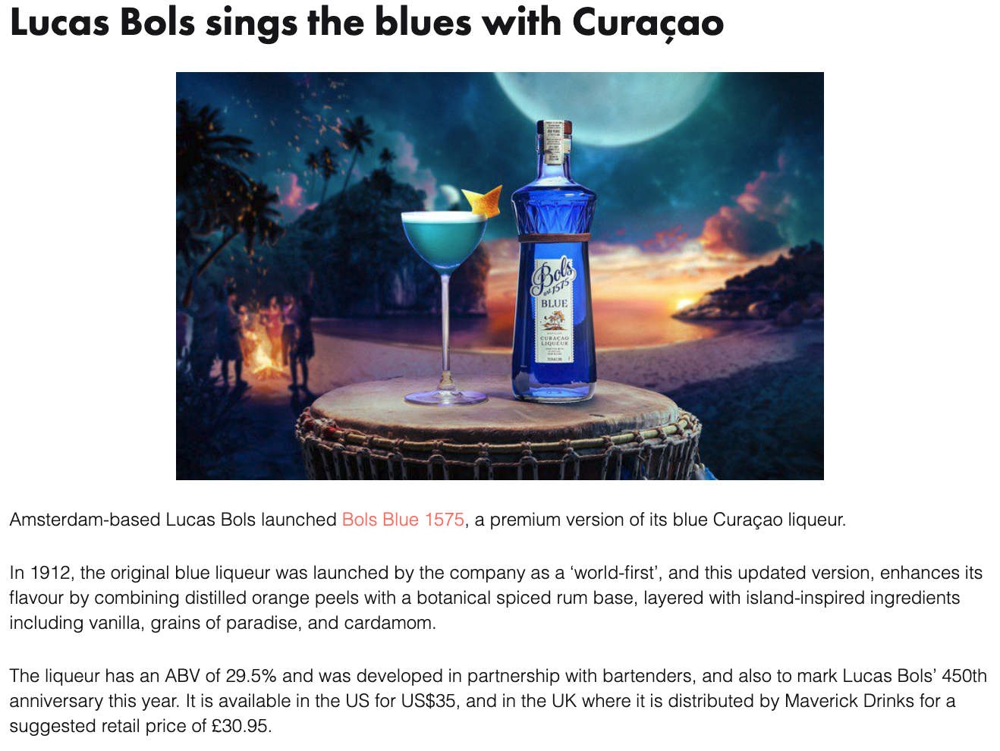 Lucas Bols sings the blues with Curaçao
Bols
est 1575
BLUE
CURAÇAO
LIQUEUR
Amsterdam-based Lucas Bols launched Bols Blue 1575, a premium version of its blue Curaçao liqueur.
In 1912, the original blue liqueur was launched by the company as a ‘world-first’, and this updated version, enhances its
flavour by combining distilled orange peels with a botanical spiced rum base, layered with island-inspired ingredients
including vanilla, grains of paradise, and cardamom.
The liqueur has an ABV of 29.5% and was developed in partnership with bartenders, and also to mark Lucas Bols’ 450th
anniversary this year. It is available in the US for US$35, and in the UK where it is distributed by Maverick Drinks for a
suggested retail price of £30.95.